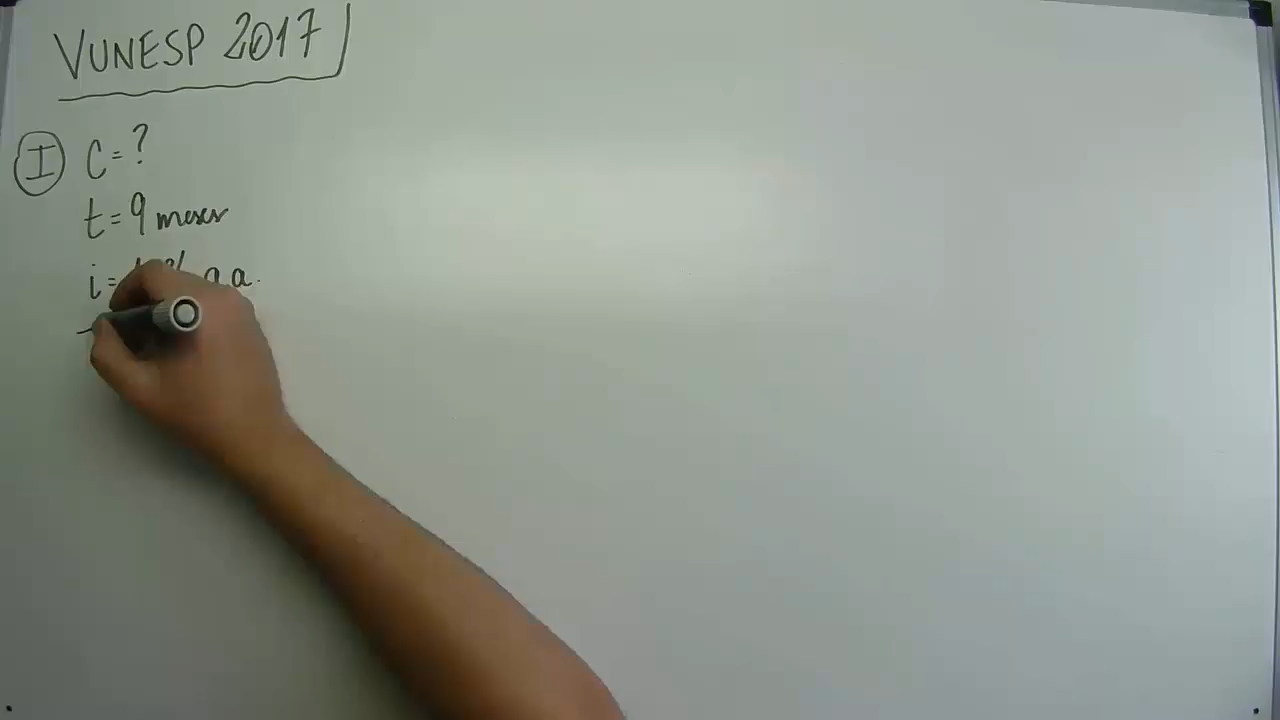 VUNESP 2017
I C = ?
t = 9 meses
i = % a.a.